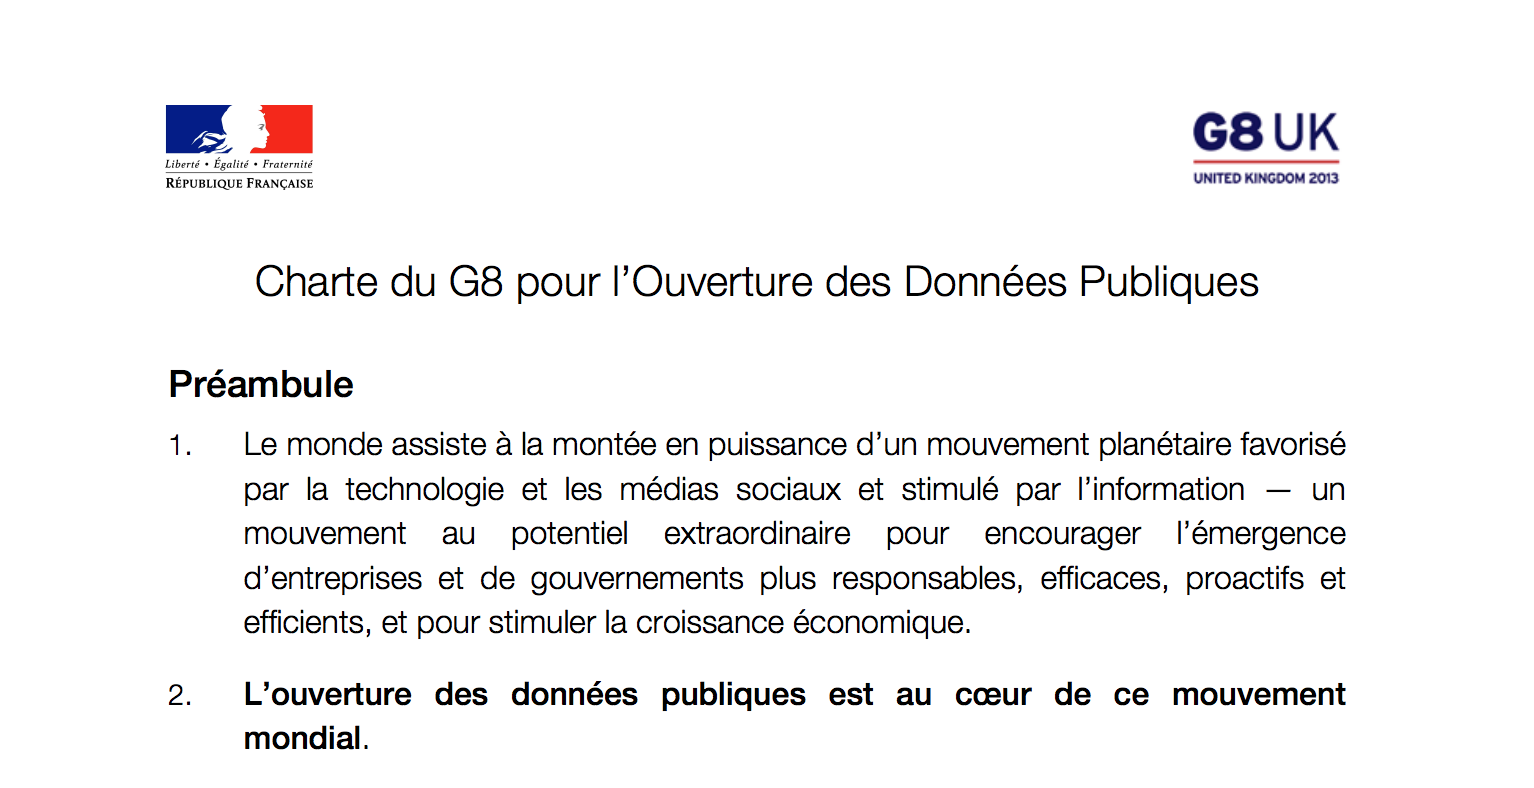 Liberté • Égalité • Fraternité
RÉPUBLIQUE FRANÇAISE
G8 UK
UNITED KINGDOM 2013
Charte du G8 pour l’Ouverture des Données Publiques
Préambule
1. Le monde assiste à la montée en puissance d’un mouvement planétaire favorisé
par la technologie et les médias sociaux et stimulé par l’information — un
mouvement au potentiel extraordinaire pour encourager l’émergence
d’entreprises et de gouvernements plus responsables, efficaces, proactifs et
efficients, et pour stimuler la croissance économique.
2. L’ouverture des données publiques est au cœur de ce mouvement
mondial.